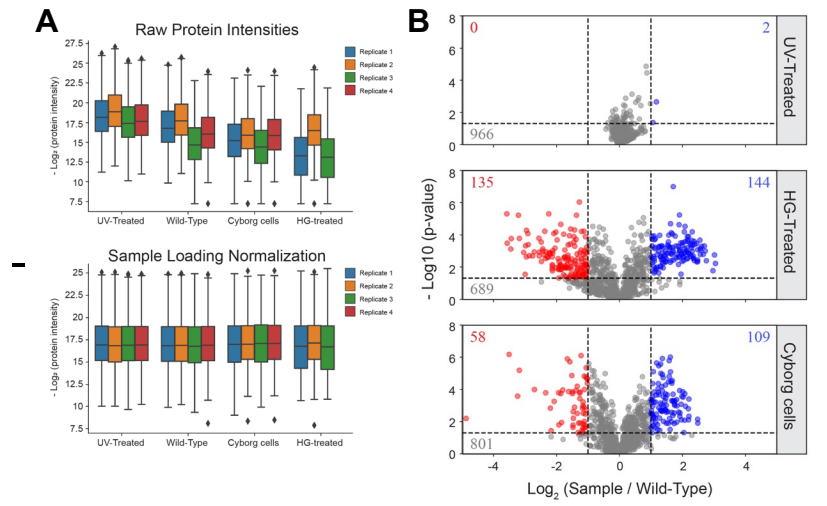 A
Raw Protein Intensities
- Log₂ (protein intensity)
27.5
25
22.5
20
17.5
15
12.5
10
7.5
UV-Treated Wild-Type Cyborg cells HG-treated
Replicate 1
Replicate 2
Replicate 3
Replicate 4
Sample Loading Normalization
- Log₂ (protein intensity)
25
22.5
20
17.5
15
12.5
10
7.5
UV-Treated Wild-Type Cyborg cells HG-treated
Replicate 1
Replicate 2
Replicate 3
Replicate 4
B
- Log10 (p-value)
8
6
4
2
0
0
2
966
UV-Treated
8
6
4
2
0
135
144
689
HG-Treated
8
6
4
2
0
58
109
801
Cyborg cells
-4 -2 0 2 4
Log₂ (Sample / Wild-Type)